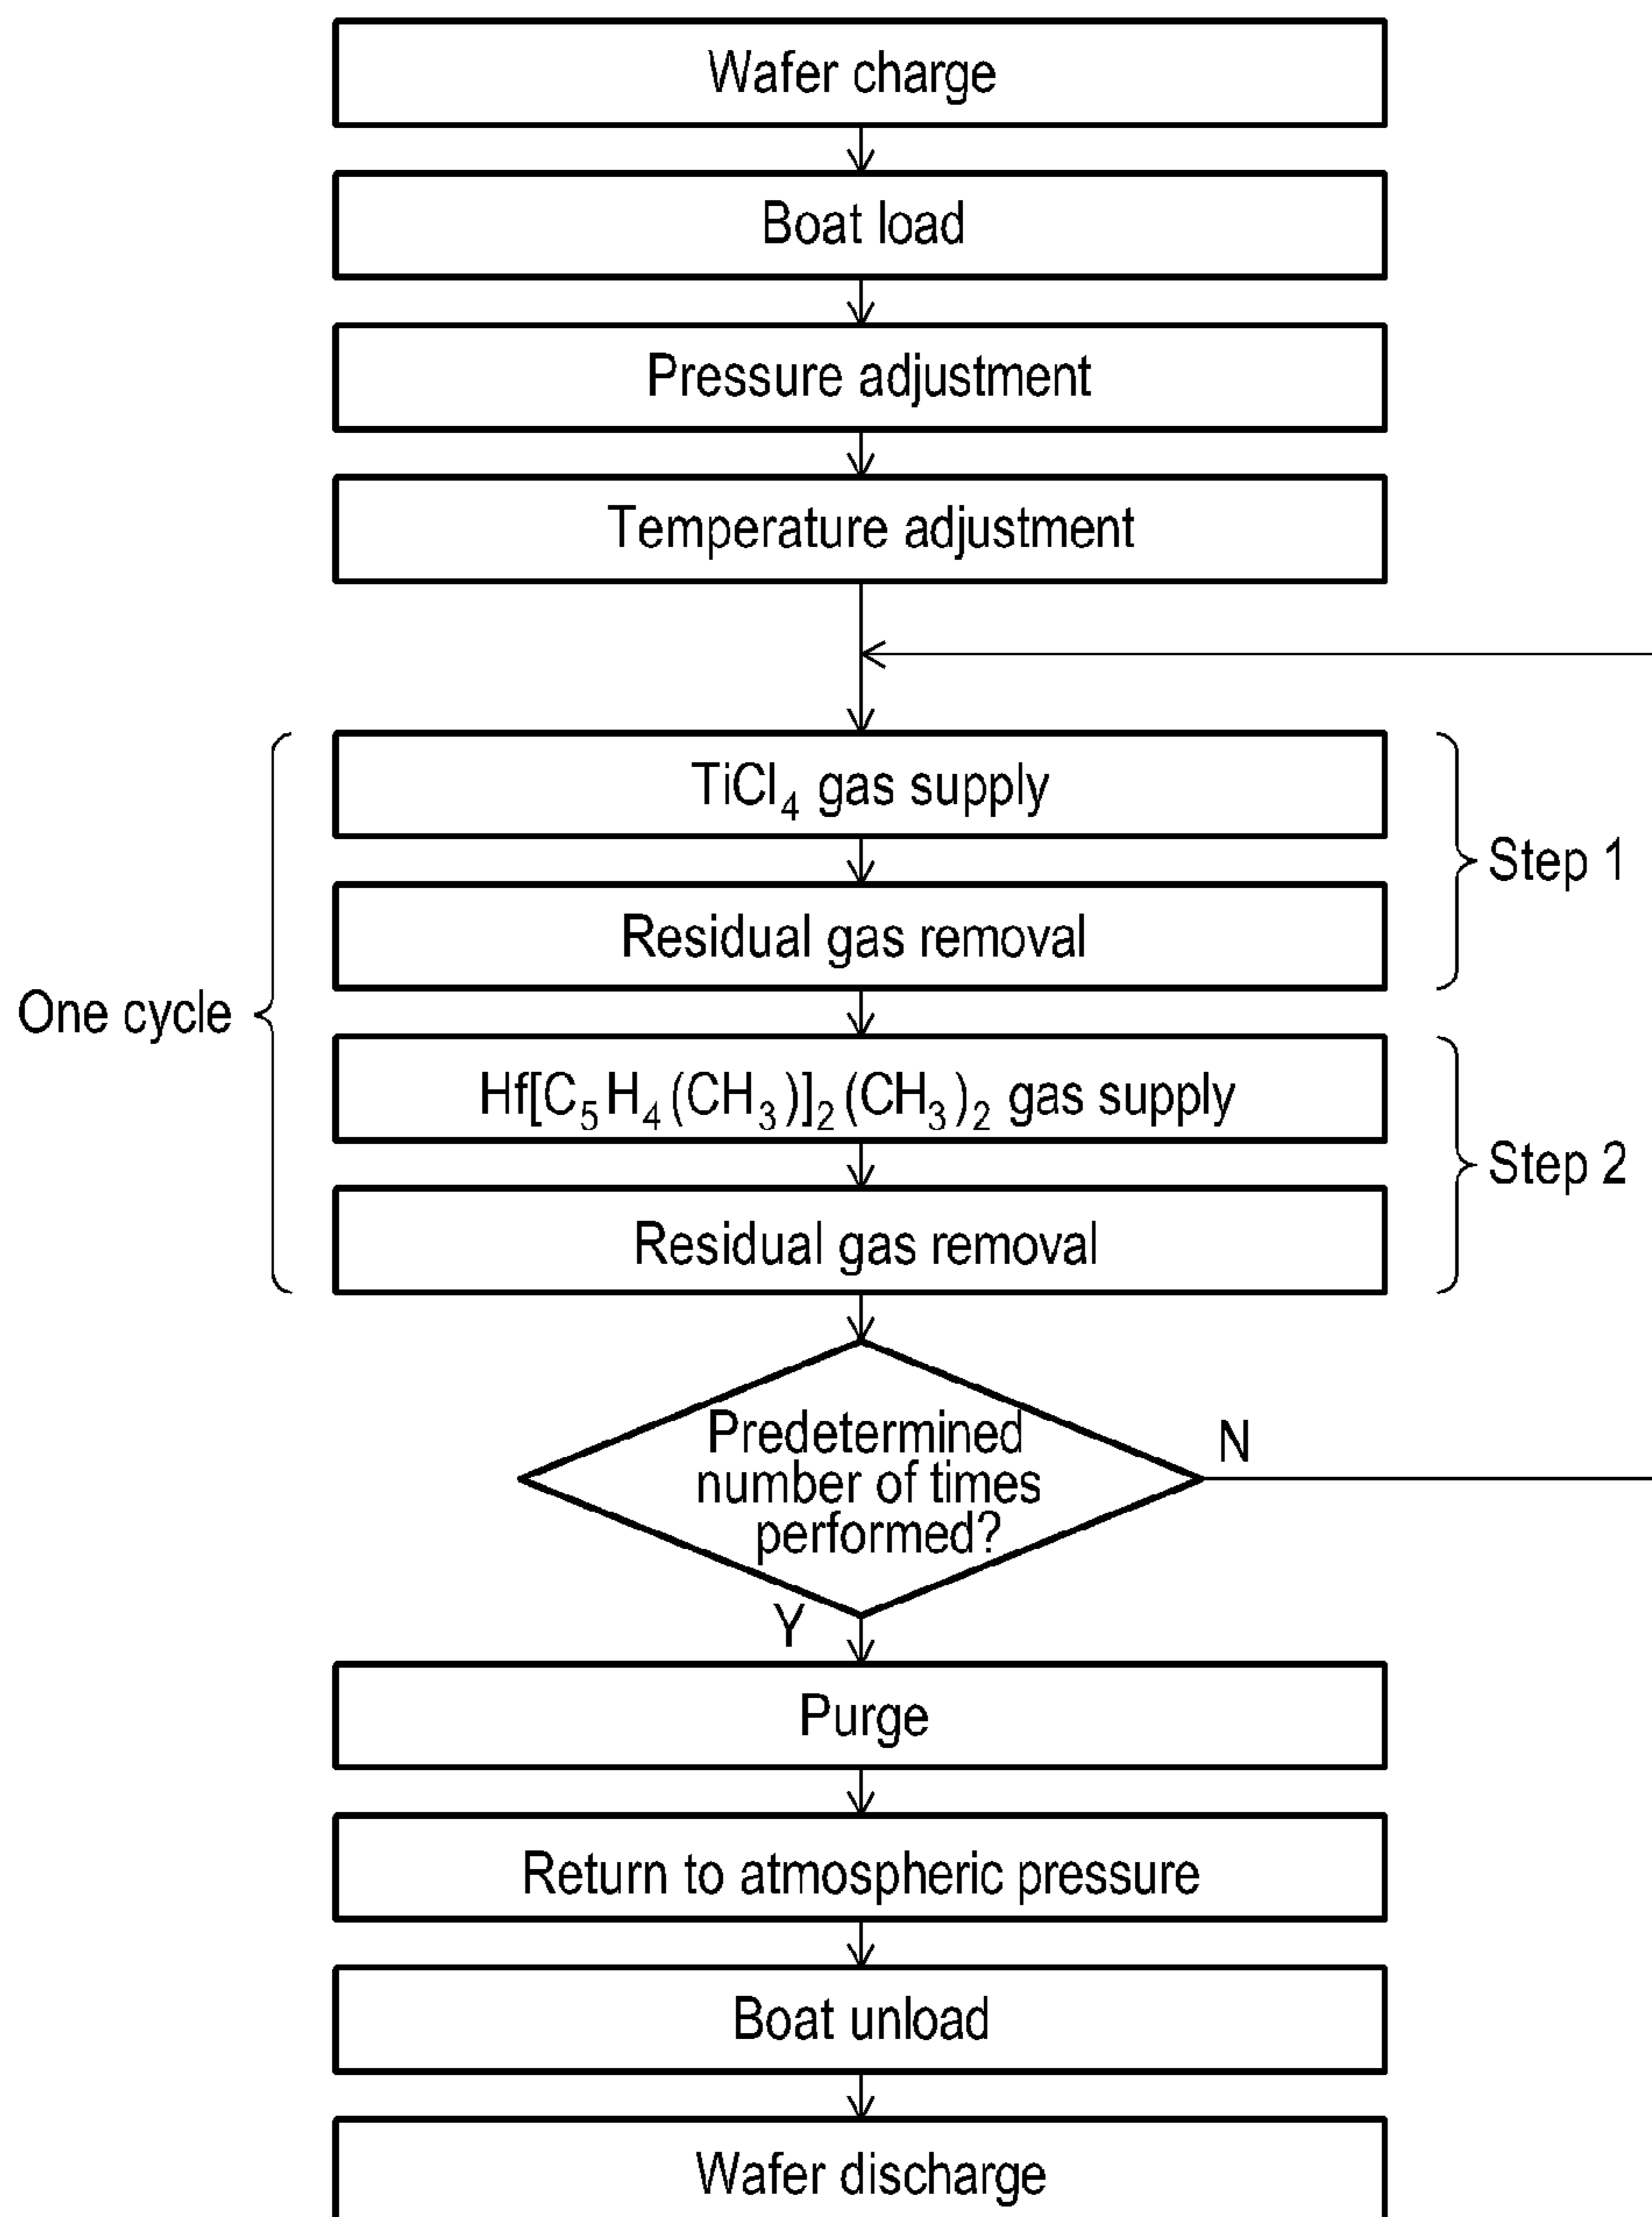 Wafer charge
Boat load
Pressure adjustment
Temperature adjustment
TiCl₄ gas supply
Step 1
Residual gas removal
One cycle
Hf[C₅H₄(CH₃)]₂(CH₃)₂ gas supply
Step 2
Residual gas removal
Predetermined
number of times
performed?
N
Y
Purge
Return to atmospheric pressure
Boat unload
Wafer discharge